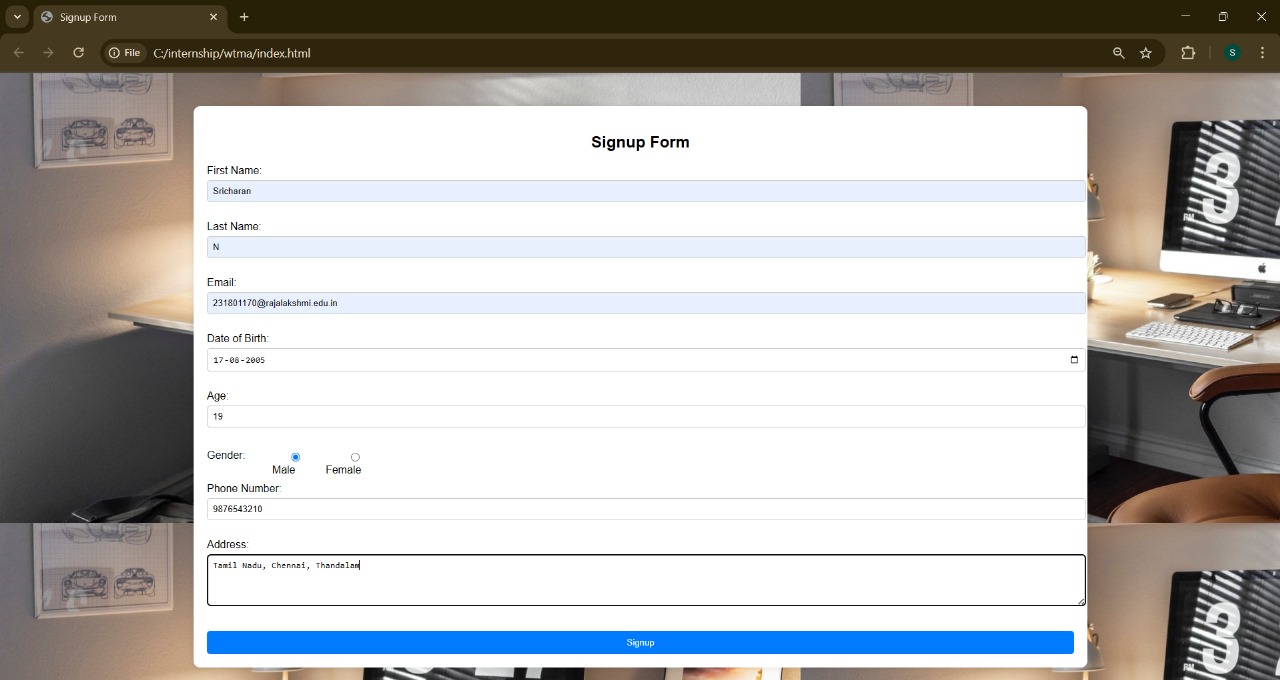 Signup Form
File C:/internship/wtma/index.html S
Signup Form
First Name:
Sricharan
Last Name:
N
Email:
231801170@rajalakshmi.edu.in
Date of Birth:
17-08-2005
Age:
19
Gender:
Male Female
Phone Number:
9876543210
Address:
Tamil Nadu, Chennai, Thandalam
Signup